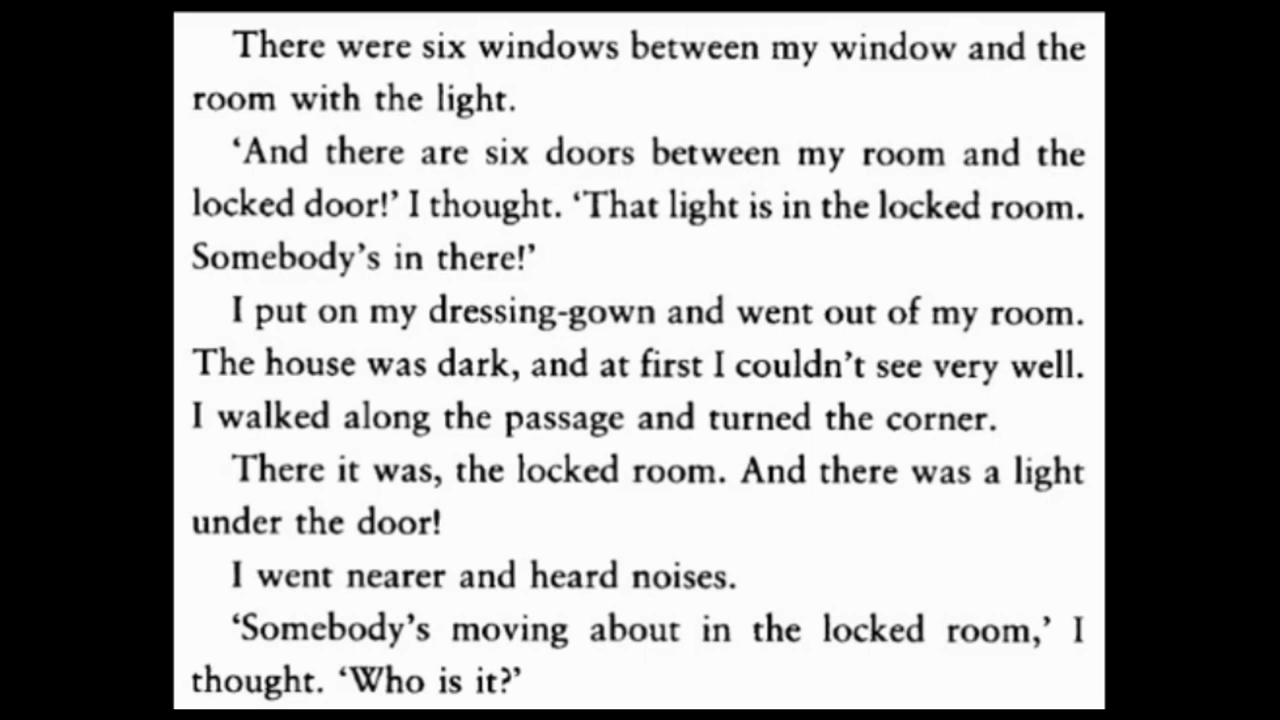 There were six windows between my window and the
room with the light.
‘And there are six doors between my room and the
locked door!’ I thought. ‘That light is in the locked room.
Somebody’s in there!’
I put on my dressing-gown and went out of my room.
The house was dark, and at first I couldn’t see very well.
I walked along the passage and turned the corner.
There it was, the locked room. And there was a light
under the door!
I went nearer and heard noises.
‘Somebody’s moving about in the locked room,’ I
thought. ‘Who is it?’